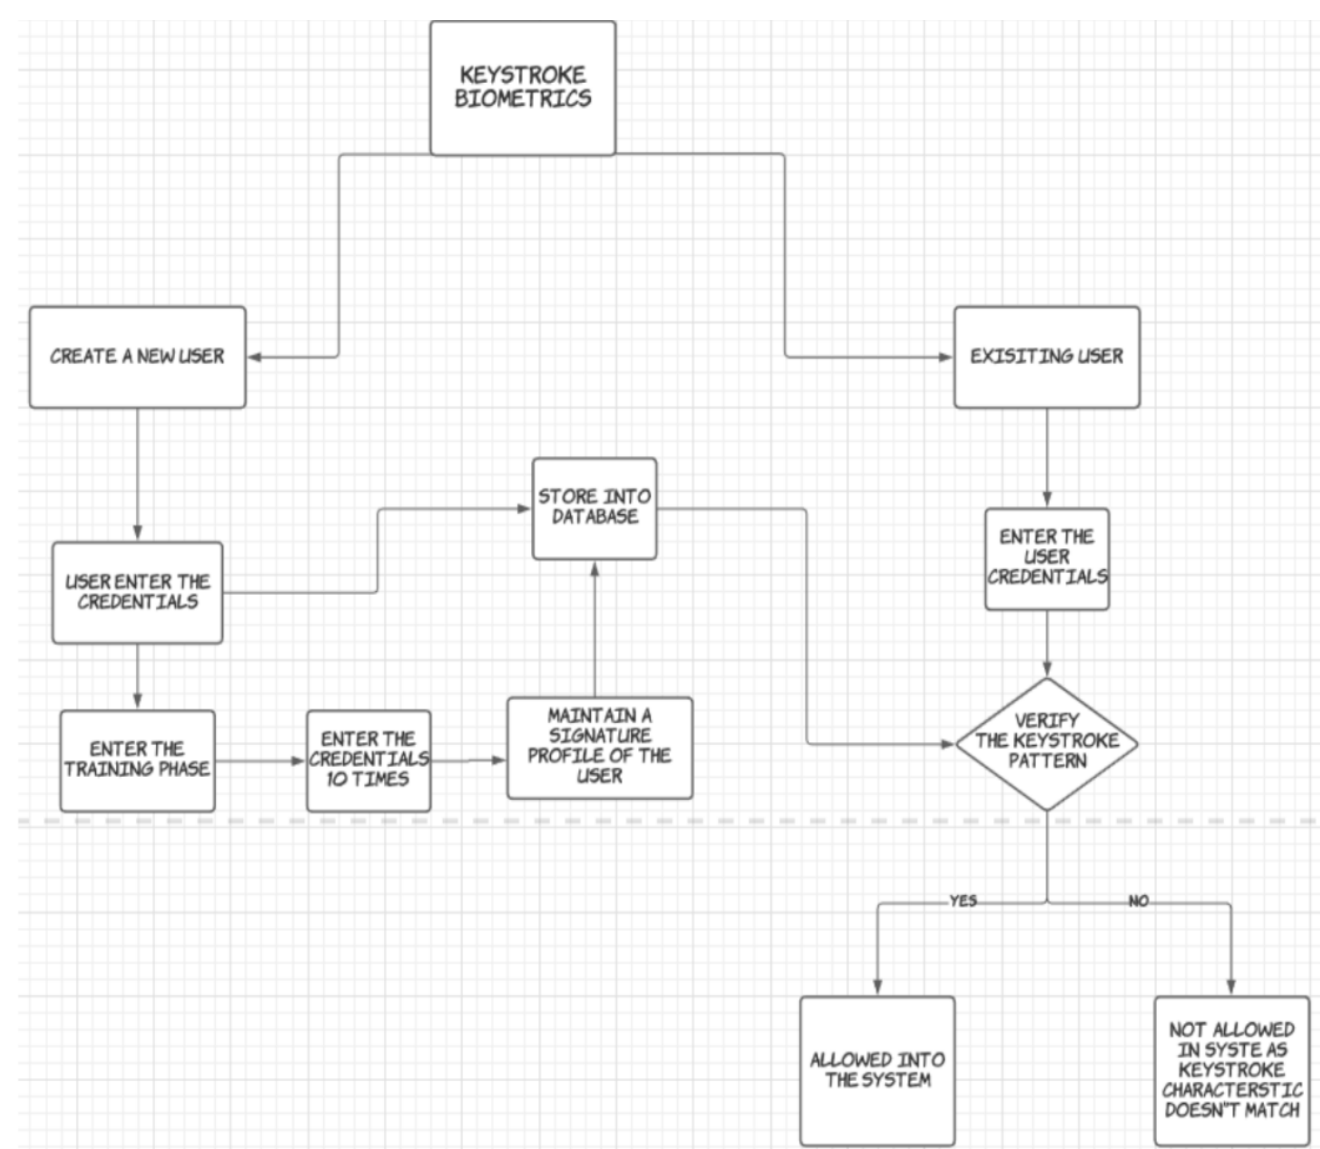 KEYSTROKE
BIOMETRICS
CREATE A NEW USER
EXISITING USER
STORE INTO
DATABASE
ENTER THE
USER
CREDENTIALS
USER ENTER THE
CREDENTIALS
ENTER THE
TRAINING PHASE
ENTER THE
CREDENTIALS
10 TIMES
MAINTAIN A
SIGNATURE
PROFILE OF THE
USER
VERIFY
THE KEYSTROKE
PATTERN
YES
NO
ALLOWED INTO
THE SYSTEM
NOT ALLOWED
IN SYSTE AS
KEYSTROKE
CHARACTERSTIC
DOESN"T MATCH